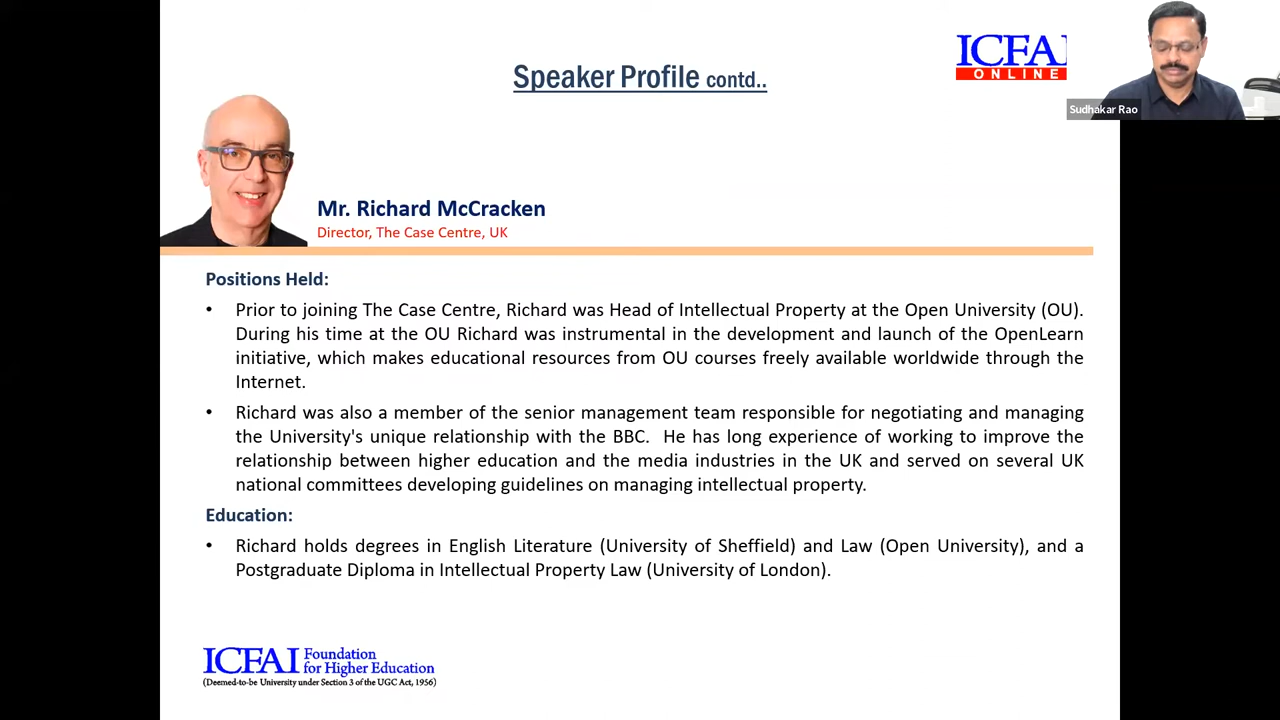 Speaker Profile contd..
ICFA
ONLINE
Sudhakar Rao
Mr. Richard McCracken
Director, The Case Centre, UK
Positions Held:
• Prior to joining The Case Centre, Richard was Head of Intellectual Property at the Open University (OU).
During his time at the OU Richard was instrumental in the development and launch of the OpenLearn
initiative, which makes educational resources from OU courses freely available worldwide through the
Internet.
• Richard was also a member of the senior management team responsible for negotiating and managing
the University's unique relationship with the BBC. He has long experience of working to improve the
relationship between higher education and the media industries in the UK and served on several UK
national committees developing guidelines on managing intellectual property.
Education:
• Richard holds degrees in English Literature (University of Sheffield) and Law (Open University), and a
Postgraduate Diploma in Intellectual Property Law (University of London).
ICFAI Foundation
for Higher Education
(Deemed-to-be University under Section 3 of the UGC Act, 1956)